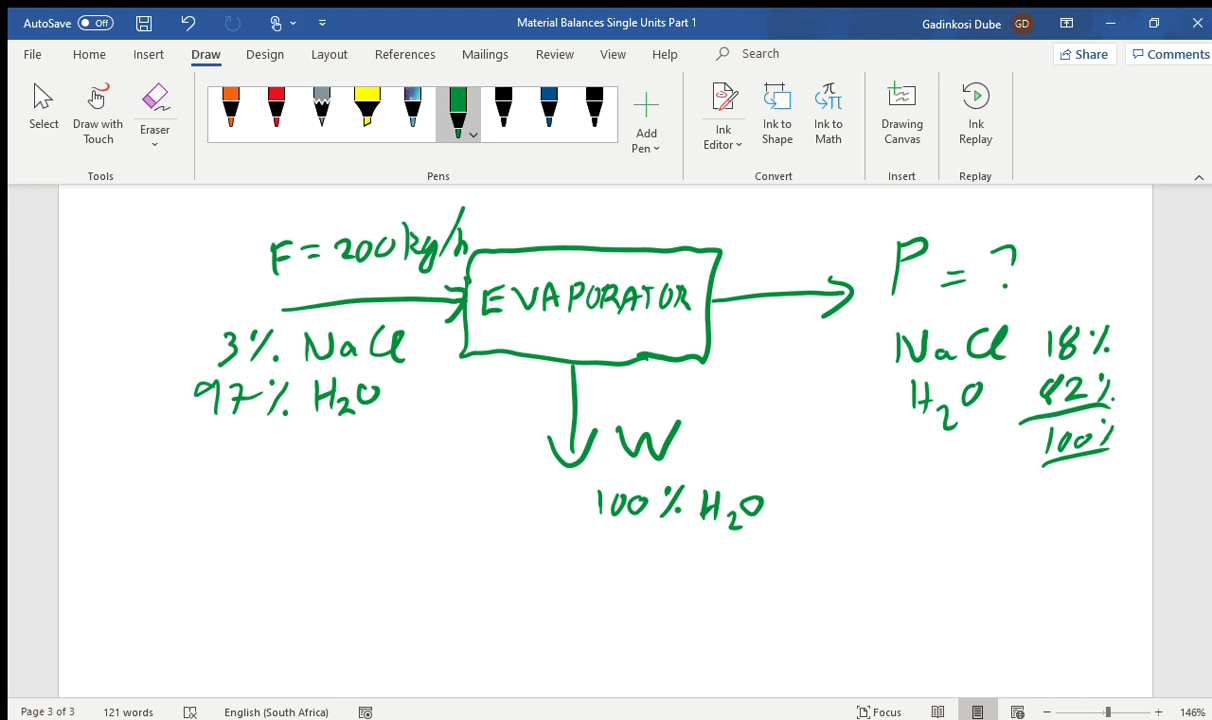 AutoSave Off Material Balances Single Units Part 1 Gadinkosi Dube GD
File Home Insert Draw Design Layout References Mailings Review View Help Search Share Comments
Select Draw with Touch Eraser Add Pen Ink Editor Ink to Shape Ink to Math Drawing Canvas Ink Replay
Tools Pens Convert Insert Replay
F = 200 kg/h
EVAPORATOR
P = ?
3% NaCl
97% H2O
NaCl 18%
H2O 82%
100%
W
100% H2O
Page 3 of 3 121 words English (South Africa) Focus 146%